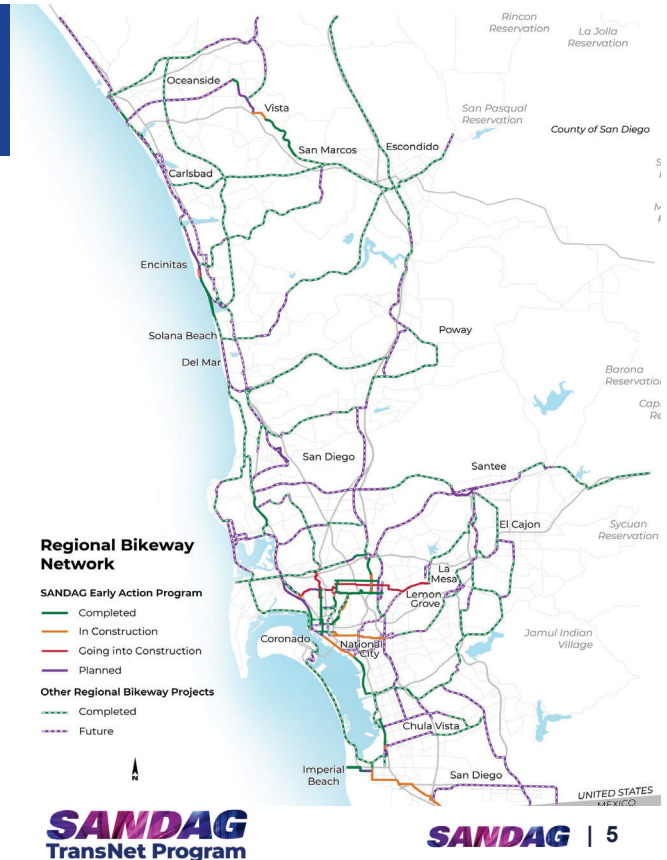 Rincon
Reservation
La Jolla
Reservation
Oceanside
Vista
San Pasqual
Reservation
County of San Diego
San Marcos
Escondido
Carlsbad
Encinitas
Solana Beach
Poway
Del Mar
Barona
Reservation
San Diego
Santee
El Cajon
Sycuan
Reservation
Regional Bikeway
Network
SANDAG Early Action Program
Completed
In Construction
Going into Construction
Planned
Other Regional Bikeway Projects
Completed
Future
N
La
Mesa
Lemon
Grove
Coronado
National
City
Jamul Indian
Village
Chula Vista
Imperial
Beach
San Diego
UNITED STATES
MEXICO
SANDAG
TransNet Program
SANDAG | 5